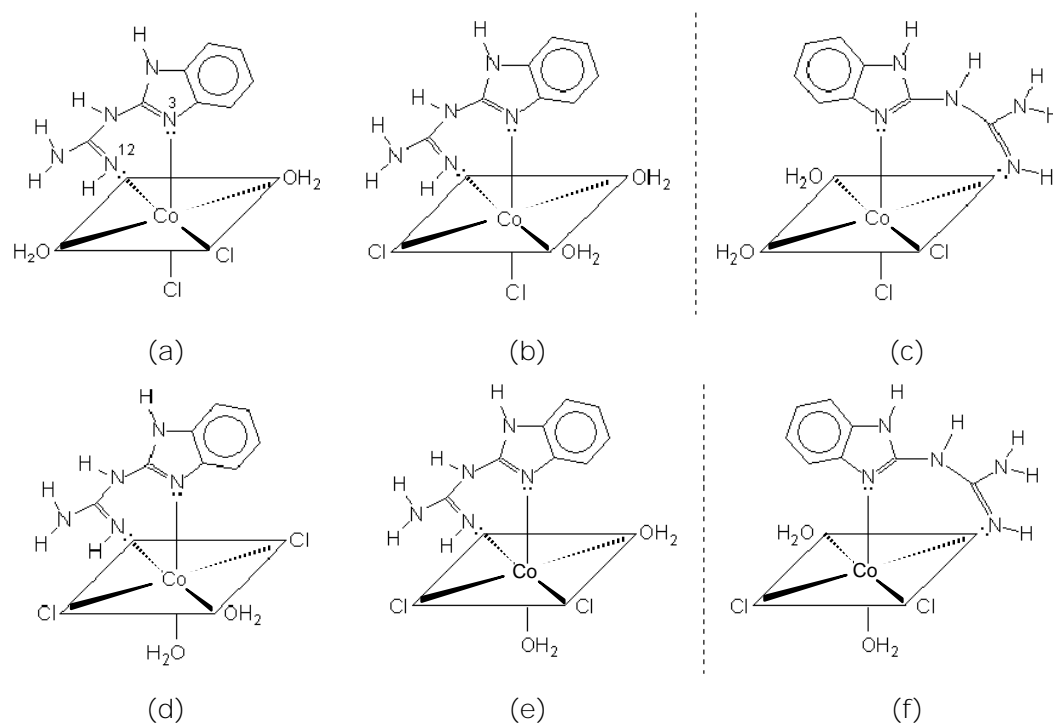 H H H
N N N
H N N 3 H N N N N H
H H N H
N 12 N N H
H N H N N H
H H
OH2 OH2 H2O
Co Co Co
H2O Cl Cl OH2 H2O Cl
Cl Cl Cl
(a) (b) (c)
H H H
N N N
H N N H N N N N H
H H N H
N N N H
H N H N N H
H H
Cl OH2 H2O
Co Co Co
Cl OH2 Cl Cl Cl Cl
H2O OH2 OH2
(d) (e) (f)